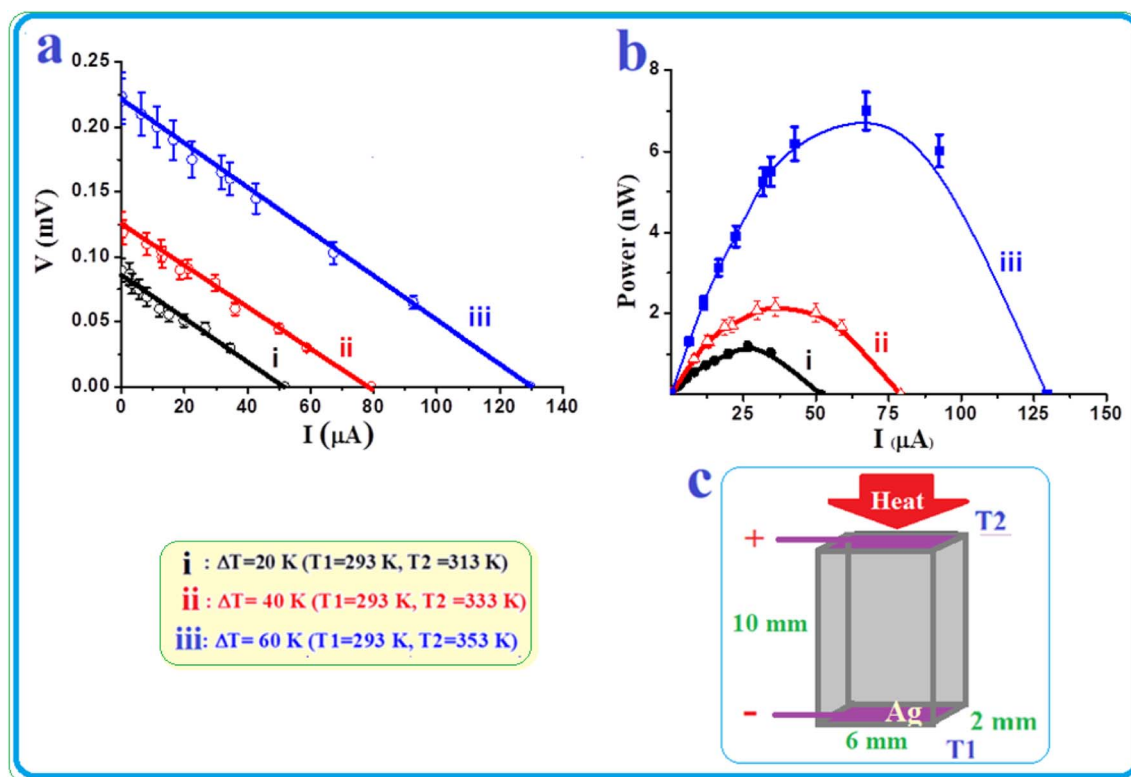 a
V (mV)
0.25
0.20
0.15
0.10
0.05
0.00
0 20 40 60 80 100 120 140
I (μA)
i
ii
iii
b
Power (nW)
8
6
4
2
0
25 50 75 100 125 150
I (μA)
i
ii
iii
i : ΔT=20 K (T1=293 K, T2 =313 K)
ii : ΔT= 40 K (T1=293 K, T2 =333 K)
iii: ΔT= 60 K (T1=293 K, T2=353 K)
c
Heat
T2
+
10 mm
-
Ag
2 mm
6 mm
T1